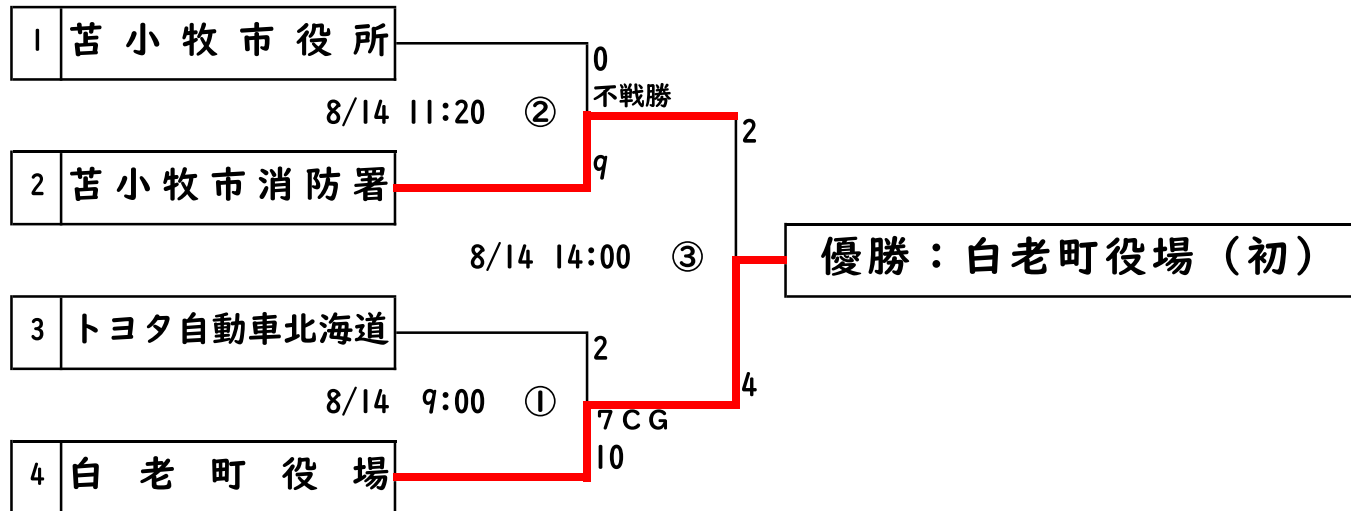 1 苫小牧市役所
0
不戦勝
8/14 11:20 ②
2
9
2 苫小牧市消防署
8/14 14:00 ③
優勝：白老町役場（初）
3 トヨタ自動車北海道
2
4
8/14 9:00 ①
7CG
10
4 白老町役場